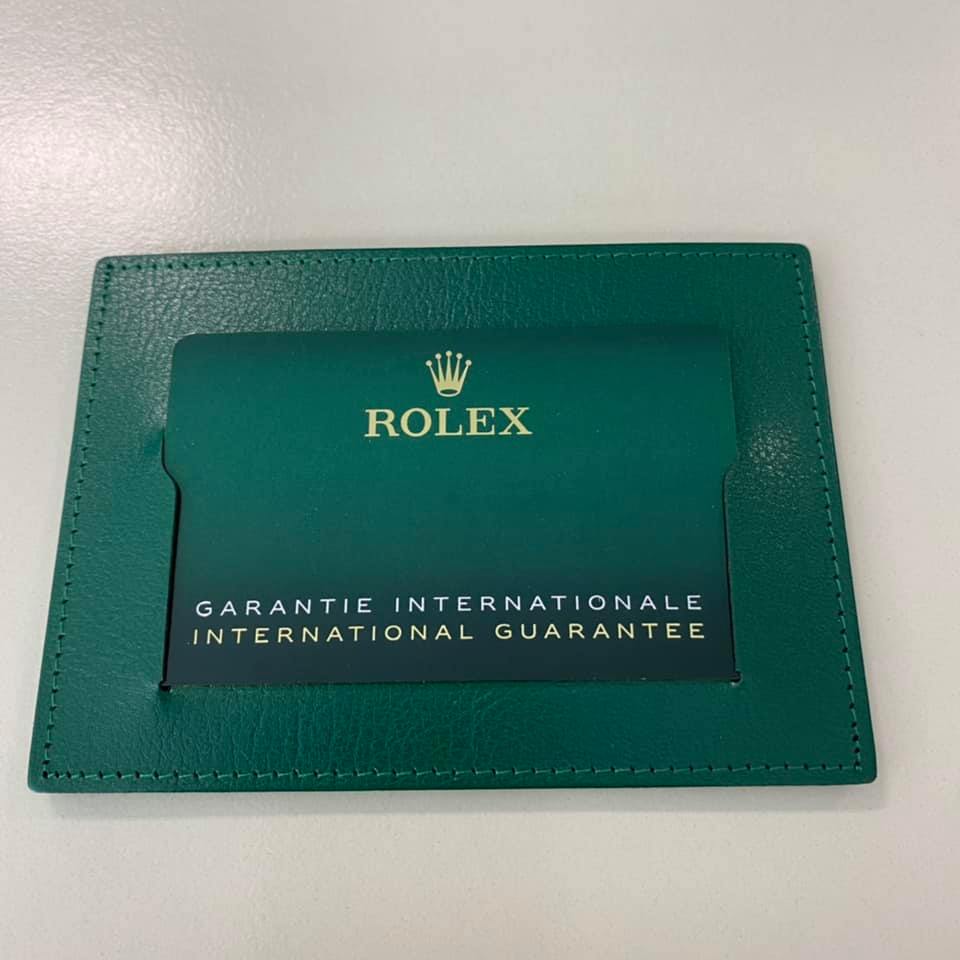 ROLEX
GARANTIE INTERNATIONALE
INTERNATIONAL GUARANTEE